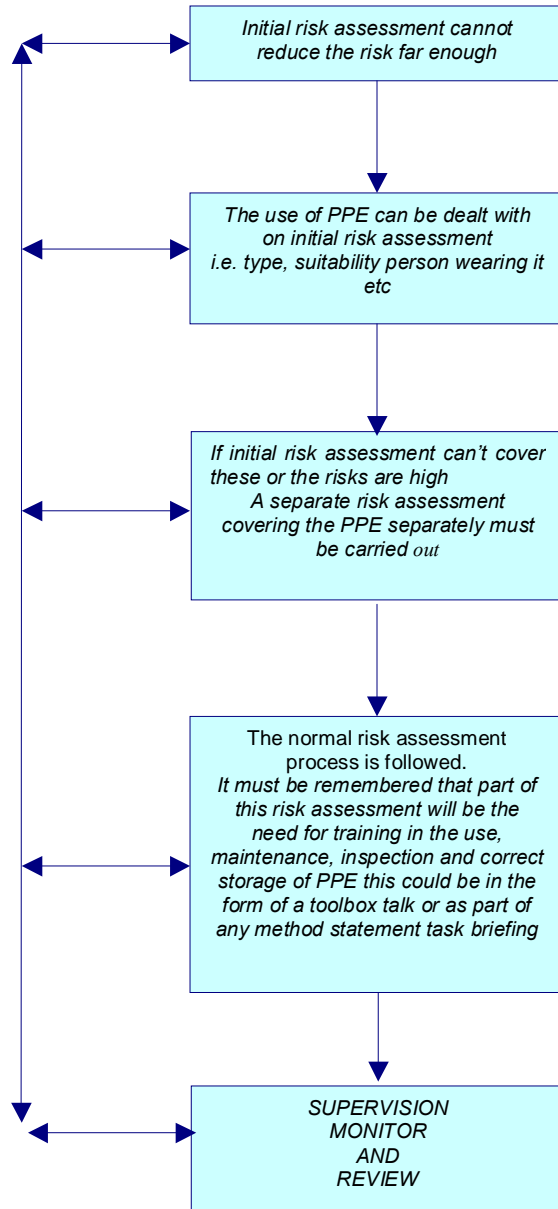 Initial risk assessment cannot
reduce the risk far enough
The use of PPE can be dealt with
on initial risk assessment
i.e. type, suitability person wearing it
etc
If initial risk assessment can’t cover
these or the risks are high
A separate risk assessment
covering the PPE separately must
be carried out
The normal risk assessment
process is followed.
It must be remembered that part of
this risk assessment will be the
need for training in the use,
maintenance, inspection and correct
storage of PPE this could be in the
form of a toolbox talk or as part of
any method statement task briefing
SUPERVISION
MONITOR
AND
REVIEW